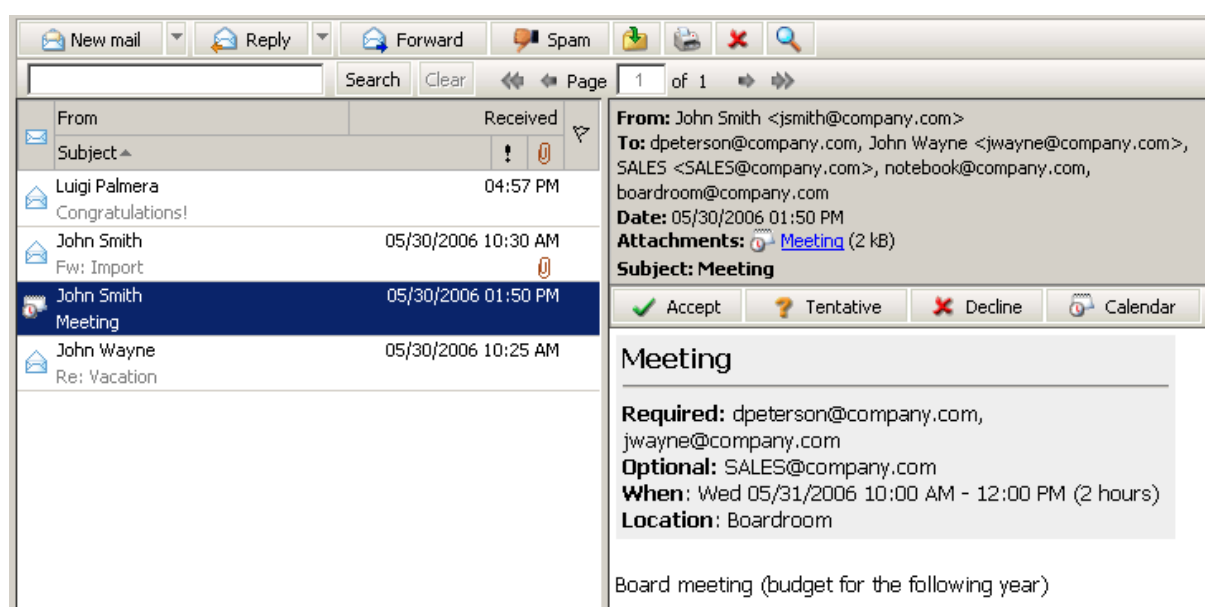 New mail Reply Forward Spam
Search Clear Page 1 of 1
From Received
Subject !
Luigi Palmera 04:57 PM
Congratulations!
John Smith 05/30/2006 10:30 AM
Fw: Import
John Smith 05/30/2006 01:50 PM
Meeting
John Wayne 05/30/2006 10:25 AM
Re: Vacation
From: John Smith <jsmith@company.com>
To: dpeterson@company.com, John Wayne <jwayne@company.com>,
SALES <SALES@company.com>, notebook@company.com,
boardroom@company.com
Date: 05/30/2006 01:50 PM
Attachments: Meeting (2 kB)
Subject: Meeting
Accept ? Tentative Decline Calendar
Meeting
Required: dpeterson@company.com,
jwayne@company.com
Optional: SALES@company.com
When: Wed 05/31/2006 10:00 AM - 12:00 PM (2 hours)
Location: Boardroom
Board meeting (budget for the following year)